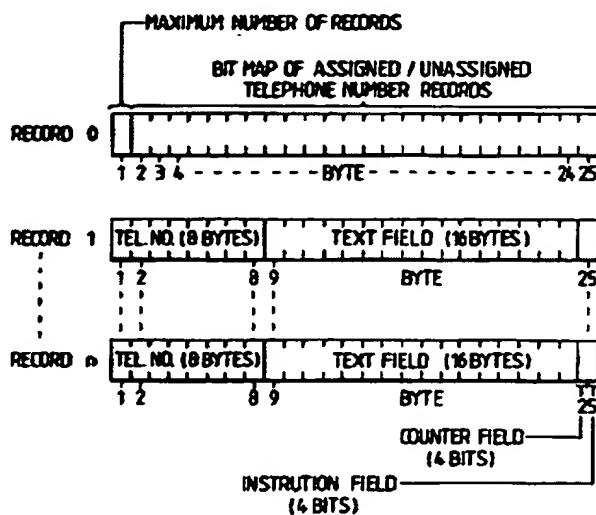 MAXIMUM NUMBER OF RECORDS
BIT MAP OF ASSIGNED / UNASSIGNED
TELEPHONE NUMBER RECORDS
RECORD 0
1 2 3 4 BYTE 24 25
RECORD 1 TEL. NO. (8 BYTES) TEXT FIELD (16 BYTES)
1 2 8 9 BYTE 25
RECORD n TEL. NO. (8 BYTES) TEXT FIELD (16 BYTES)
1 2 8 9 BYTE 25
COUNTER FIELD
(4 BITS)
INSTRUTION FIELD
(4 BITS)